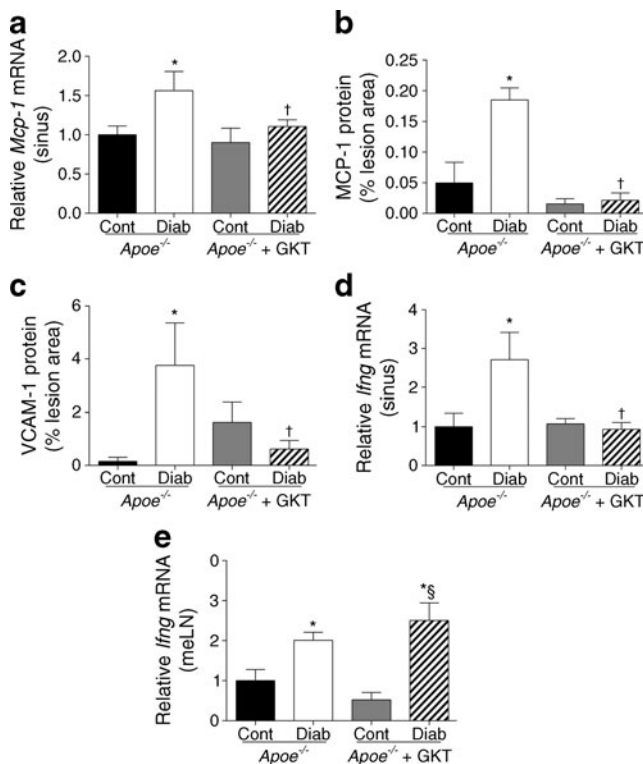 a
Relative Mcp-1 mRNA
(sinus)
2.0
1.5
1.0
0.5
0.0
*
†
Cont Diab Cont Diab
Apoe-/- Apoe-/- + GKT
b
MCP-1 protein
(% lesion area)
0.25
0.20
0.15
0.10
0.05
0.00
*
†
Cont Diab Cont Diab
Apoe-/- Apoe-/- + GKT
c
VCAM-1 protein
(% lesion area)
6
4
2
0
*
†
Cont Diab Cont Diab
Apoe-/- Apoe-/- + GKT
d
Relative Ifng mRNA
(sinus)
4
3
2
1
0
*
†
Cont Diab Cont Diab
Apoe-/- Apoe-/- + GKT
e
Relative Ifng mRNA
(meLN)
0
3
2
1
0
*
*§
Cont Diab Cont Diab
Apoe-/- Apoe-/- + GKT